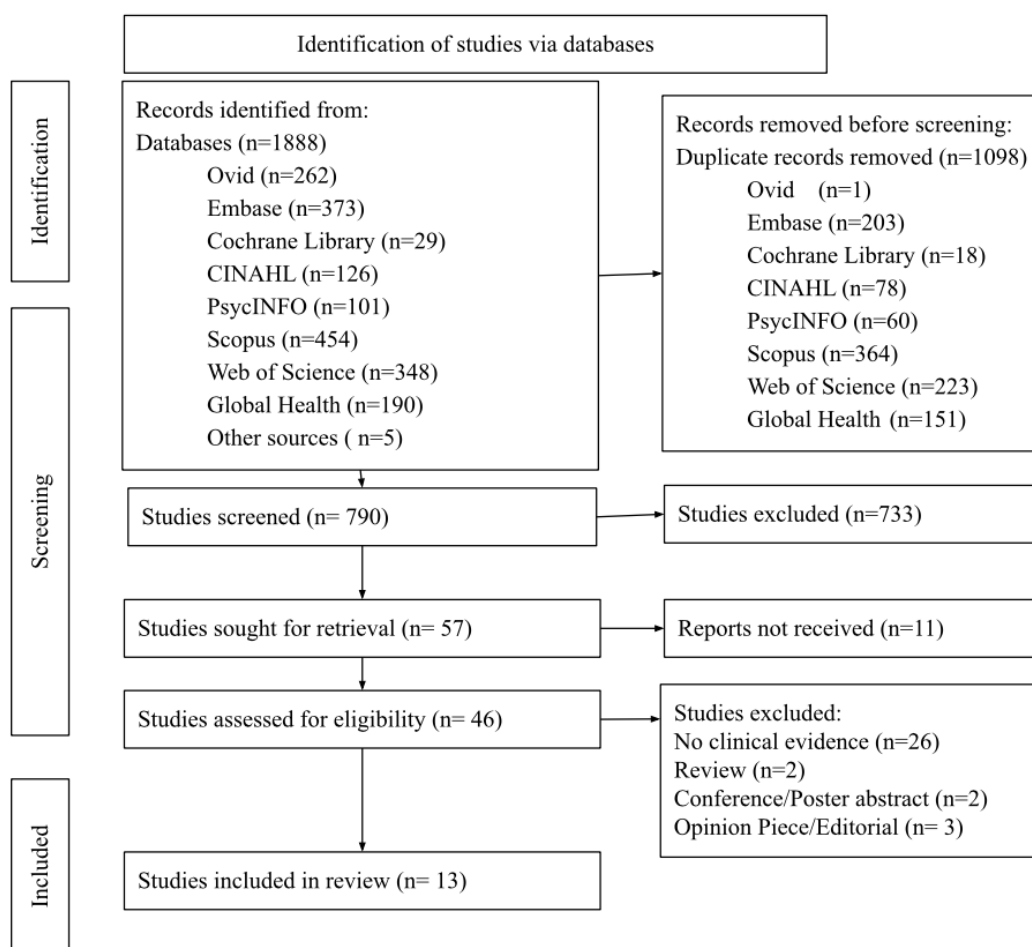 Identification of studies via databases
Identification
Records identified from:
Databases (n=1888)
Ovid (n=262)
Embase (n=373)
Cochrane Library (n=29)
CINAHL (n=126)
PsycINFO (n=101)
Scopus (n=454)
Web of Science (n=348)
Global Health (n=190)
Other sources ( n=5)
Records removed before screening:
Duplicate records removed (n=1098)
Ovid (n=1)
Embase (n=203)
Cochrane Library (n=18)
CINAHL (n=78)
PsycINFO (n=60)
Scopus (n=364)
Web of Science (n=223)
Global Health (n=151)
Screening
Studies screened (n= 790)
Studies excluded (n=733)
Studies sought for retrieval (n= 57)
Reports not received (n=11)
Studies assessed for eligibility (n= 46)
Studies excluded:
No clinical evidence (n=26)
Review (n=2)
Conference/Poster abstract (n=2)
Opinion Piece/Editorial (n= 3)
Included
Studies included in review (n= 13)